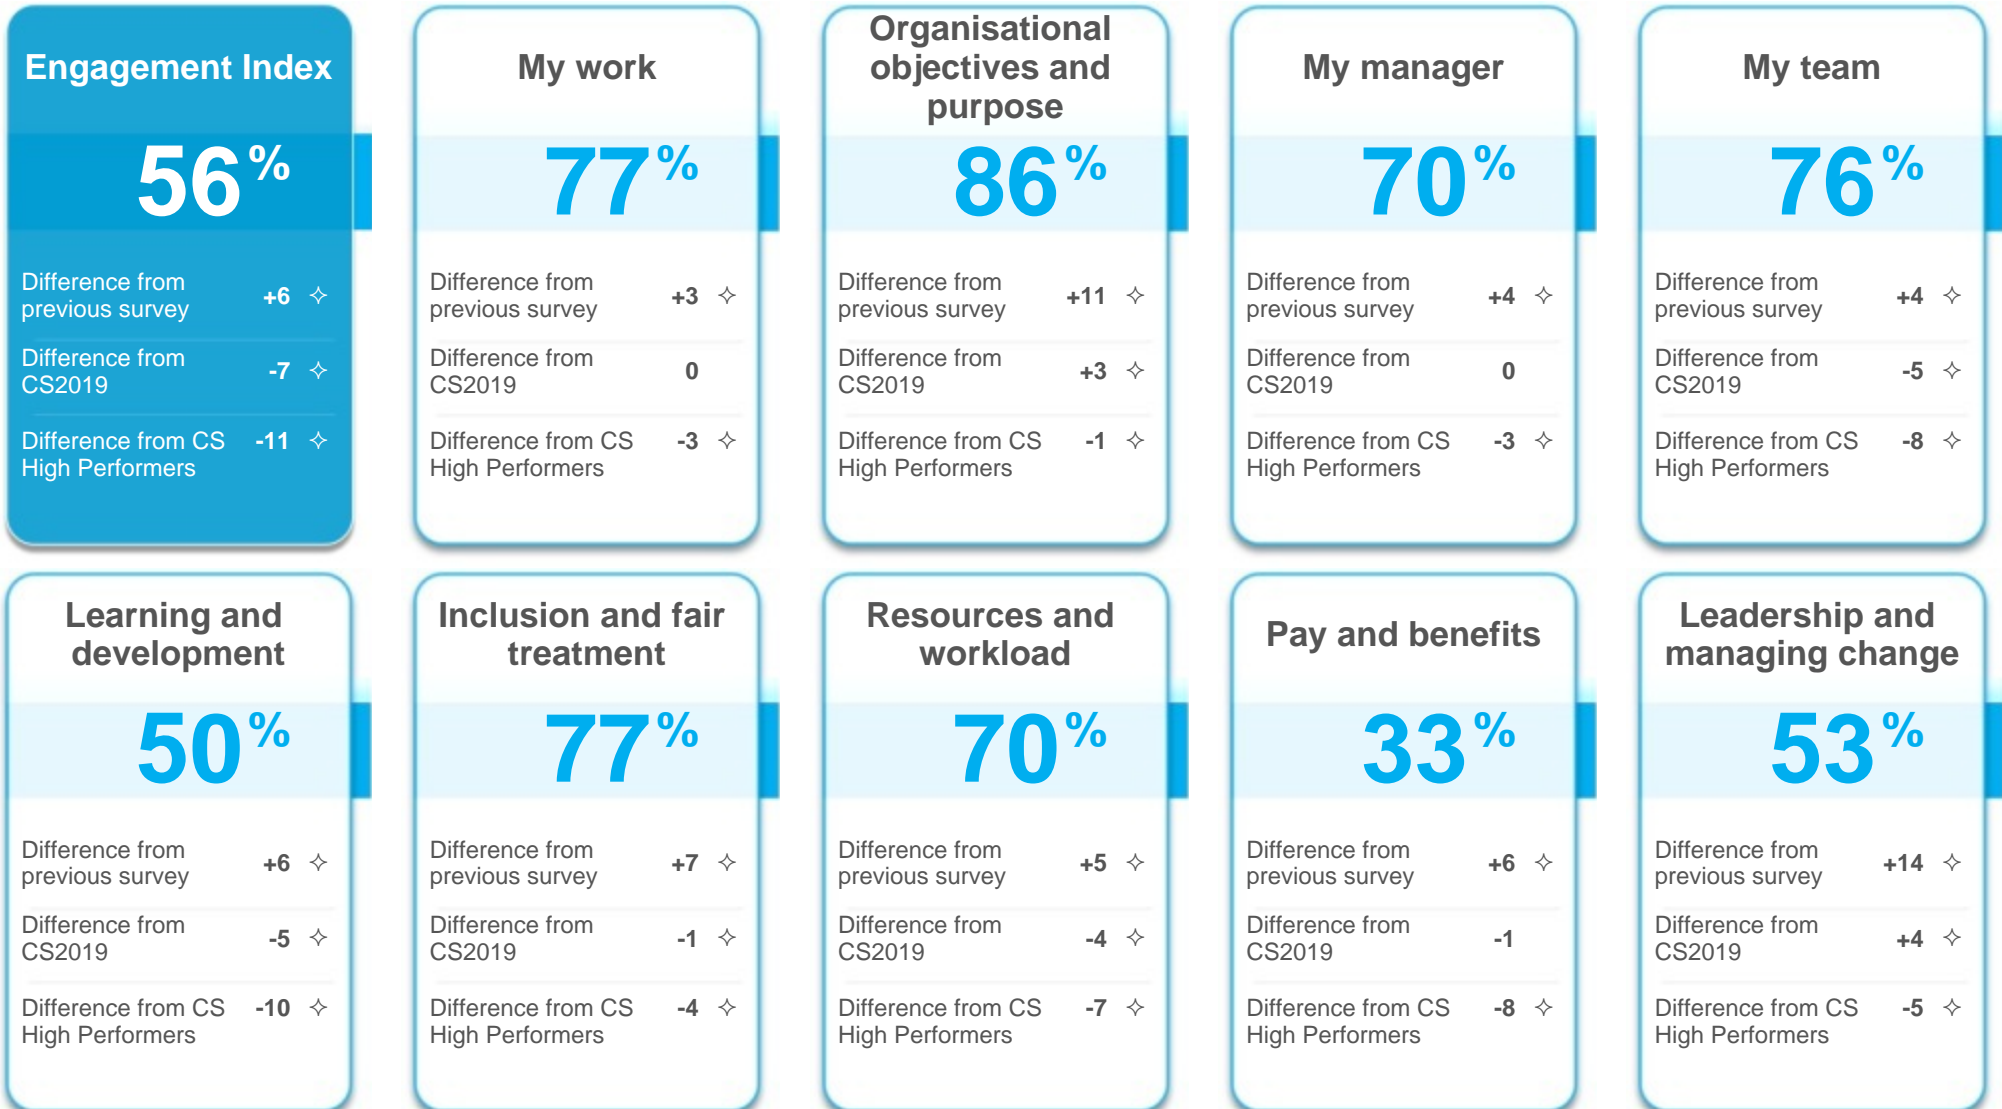 Engagement Index
56%
Difference from
previous survey
+6 ✧
Difference from
CS2019
-7 ✧
Difference from CS
High Performers
-11 ✧
My work
77%
Difference from
previous survey
+3 ✧
Difference from
CS2019
0
Difference from CS
High Performers
-3 ✧
Organisational
objectives and
purpose
86%
Difference from
previous survey
+11 ✧
Difference from
CS2019
+3 ✧
Difference from CS
High Performers
-1 ✧
My manager
70%
Difference from
previous survey
+4 ✧
Difference from
CS2019
0
Difference from CS
High Performers
-3 ✧
My team
76%
Difference from
previous survey
+4 ✧
Difference from
CS2019
-5 ✧
Difference from CS
High Performers
-8 ✧
Learning and
development
50%
Difference from
previous survey
+6 ✧
Difference from
CS2019
-5 ✧
Difference from CS
High Performers
-10 ✧
Inclusion and fair
treatment
77%
Difference from
previous survey
+7 ✧
Difference from
CS2019
-1 ✧
Difference from CS
High Performers
-4 ✧
Resources and
workload
70%
Difference from
previous survey
+5 ✧
Difference from
CS2019
-4 ✧
Difference from CS
High Performers
-7 ✧
Pay and benefits
33%
Difference from
previous survey
+6 ✧
Difference from
CS2019
-1
Difference from CS
High Performers
-8 ✧
Leadership and
managing change
53%
Difference from
previous survey
+14 ✧
Difference from
CS2019
+4 ✧
Difference from CS
High Performers
-5 ✧